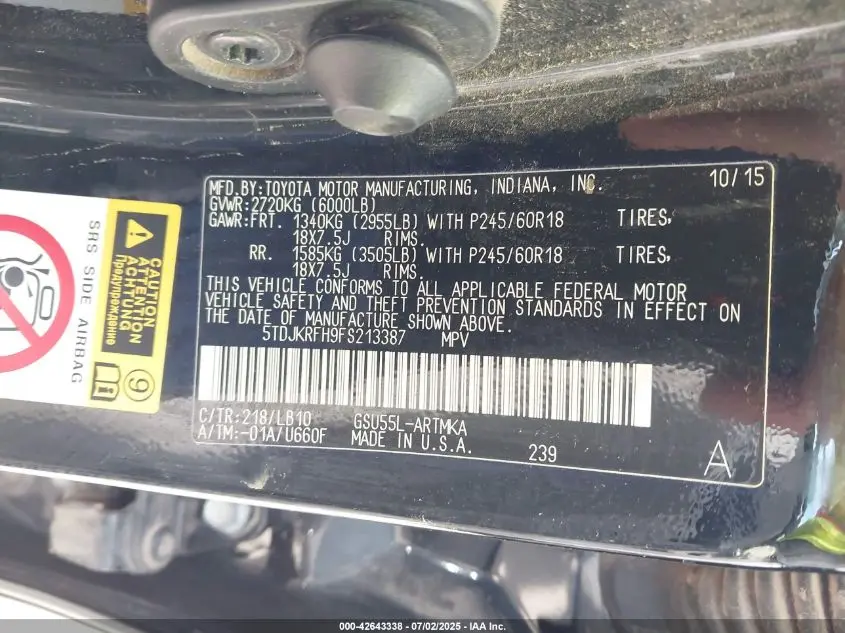 MFD.BY:TOYOTA MOTOR MANUFACTURING, INDIANA, INC. 10/15
GVWR:2720KG (6000LB)
GAWR:FRT. 1340KG (2955LB) WITH P245/60R18 TIRES,
18X7.5J RIMS.
RR. 1585KG (3505LB) WITH P245/60R18 TIRES,
18X7.5J RIMS.
THIS VEHICLE CONFORMS TO ALL APPLICABLE FEDERAL MOTOR
VEHICLE SAFETY AND THEFT PREVENTION STANDARDS IN EFFECT ON
THE DATE OF MANUFACTURE SHOWN ABOVE.
5TDJKRFH9FS213387 MPV
C/TR:218/LB10 GSU55L-ARTMKA
A/TM:-01A/U660F MADE IN U.S.A. 239 A
CAUTION
ATTENTION
ACHTUNG
Предупреждение
SRS SIDE AIRBAG
9
i
000-42643338 - 07/02/2025 - IAA Inc.